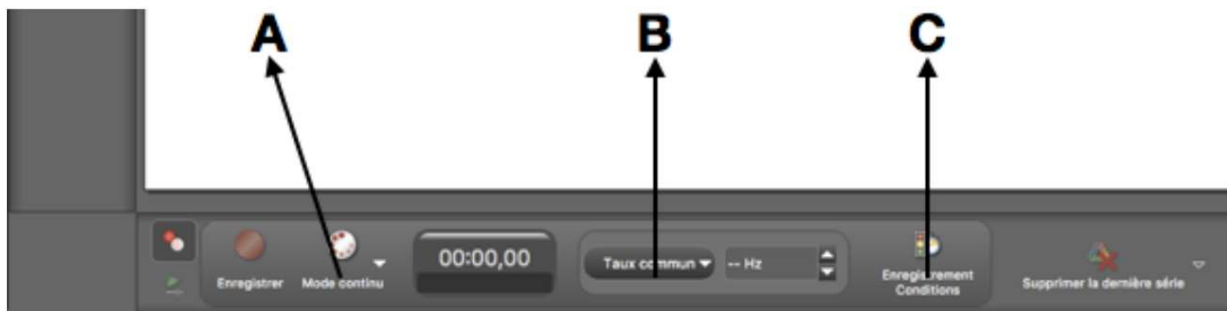 A B C
00:00,00
Taux commun -- Hz
Enregistrer Mode continu
Enregistrement
Conditions
Supprimer la dernière série